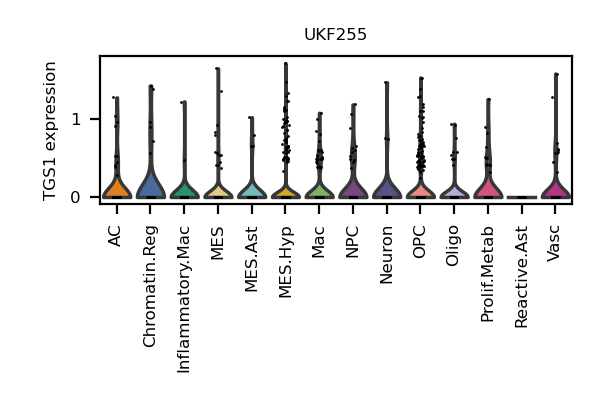 UKF255
TGS1 expression
1
0
AC
Chromatin.Reg
Inflammatory.Mac
MES
MES.Ast
MES.Hyp
Mac
NPC
Neuron
OPC
Oligo
Prolif.Metab
Reactive.Ast
Vasc